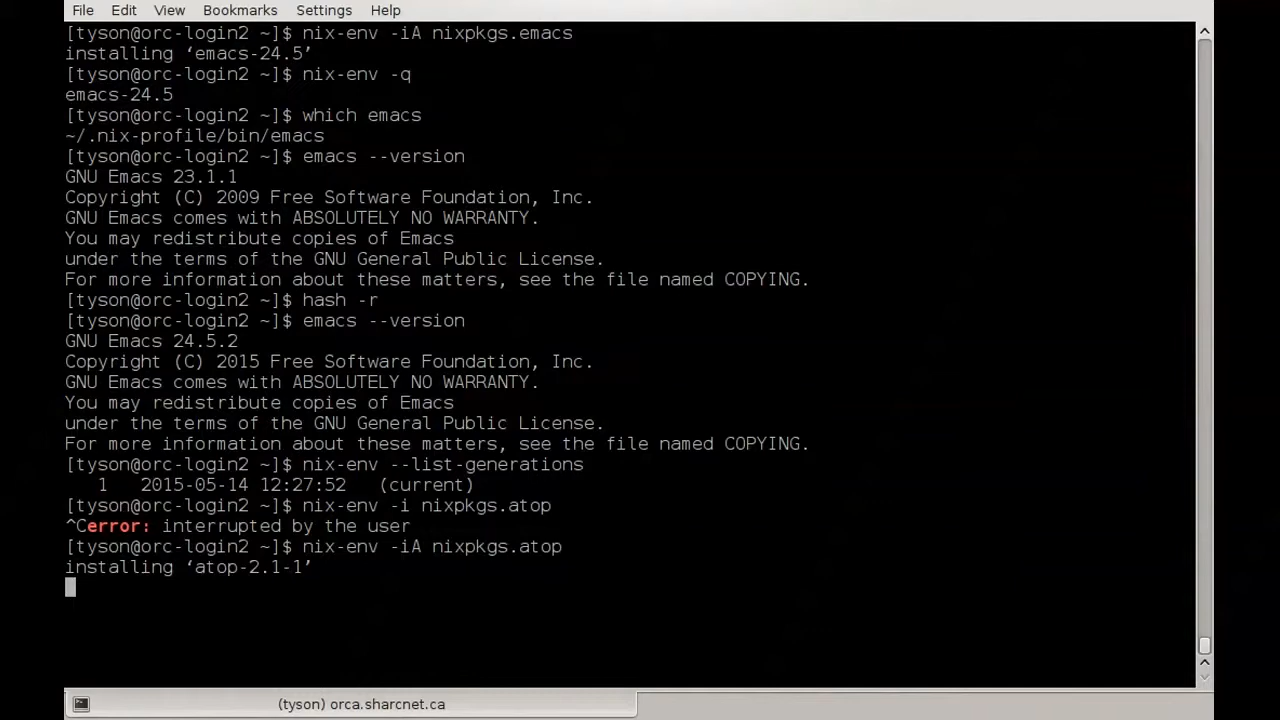 File Edit View Bookmarks Settings Help
[tyson@orc-login2 ~]$ nix-env -iA nixpkgs.emacs
installing ‘emacs-24.5’
[tyson@orc-login2 ~]$ nix-env -q
emacs-24.5
[tyson@orc-login2 ~]$ which emacs
~/.nix-profile/bin/emacs
[tyson@orc-login2 ~]$ emacs --version
GNU Emacs 23.1.1
Copyright (C) 2009 Free Software Foundation, Inc.
GNU Emacs comes with ABSOLUTELY NO WARRANTY.
You may redistribute copies of Emacs
under the terms of the GNU General Public License.
For more information about these matters, see the file named COPYING.
[tyson@orc-login2 ~]$ hash -r
[tyson@orc-login2 ~]$ emacs --version
GNU Emacs 24.5.2
Copyright (C) 2015 Free Software Foundation, Inc.
GNU Emacs comes with ABSOLUTELY NO WARRANTY.
You may redistribute copies of Emacs
under the terms of the GNU General Public License.
For more information about these matters, see the file named COPYING.
[tyson@orc-login2 ~]$ nix-env --list-generations
   1   2015-05-14 12:27:52   (current)
[tyson@orc-login2 ~]$ nix-env -i nixpkgs.atop
^Cerror: interrupted by the user
[tyson@orc-login2 ~]$ nix-env -iA nixpkgs.atop
installing ‘atop-2.1-1’
(tyson) orca.sharcnet.ca